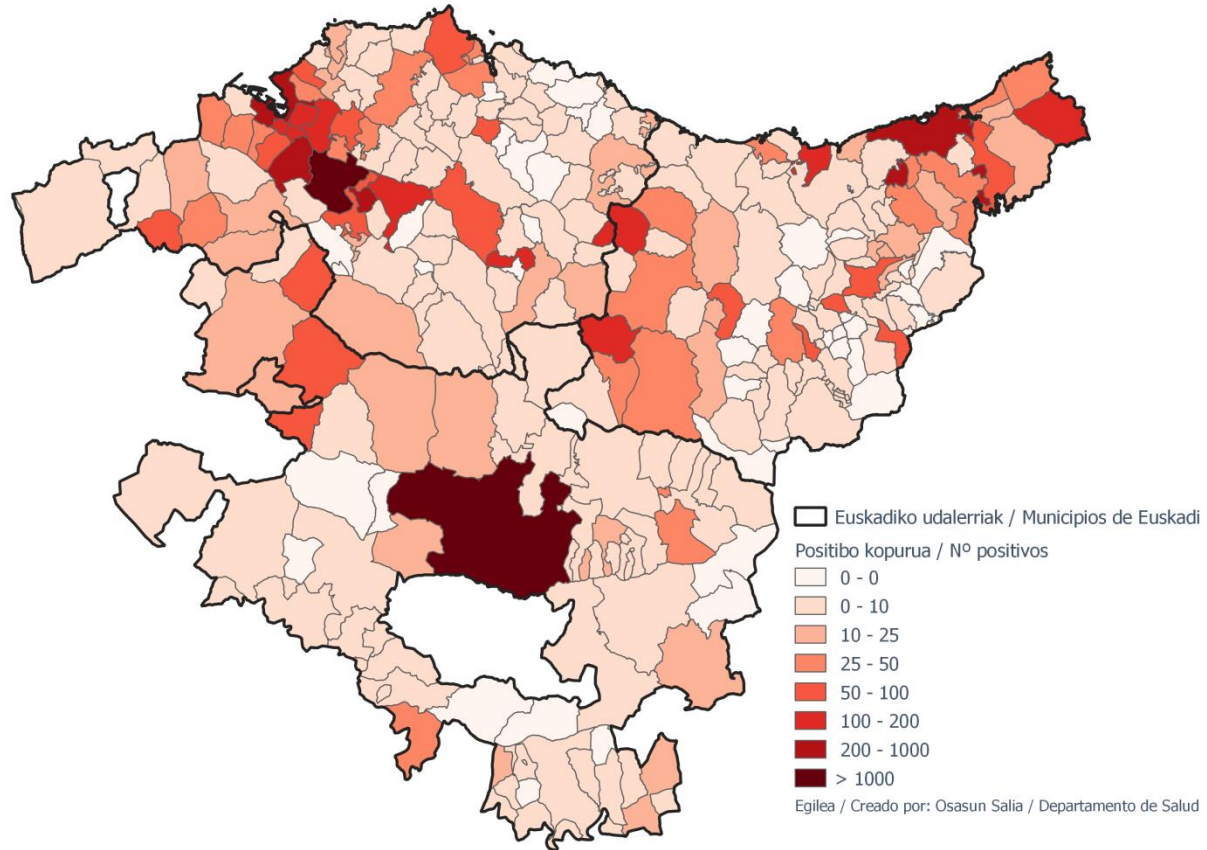 Euskadiko udalerriak / Municipios de Euskadi
Positibo kopurua / Nº positivos
0 - 0
0 - 10
10 - 25
25 - 50
50 - 100
100 - 200
200 - 1000
> 1000
Egilea / Creado por: Osasun Salia / Departamento de Salud